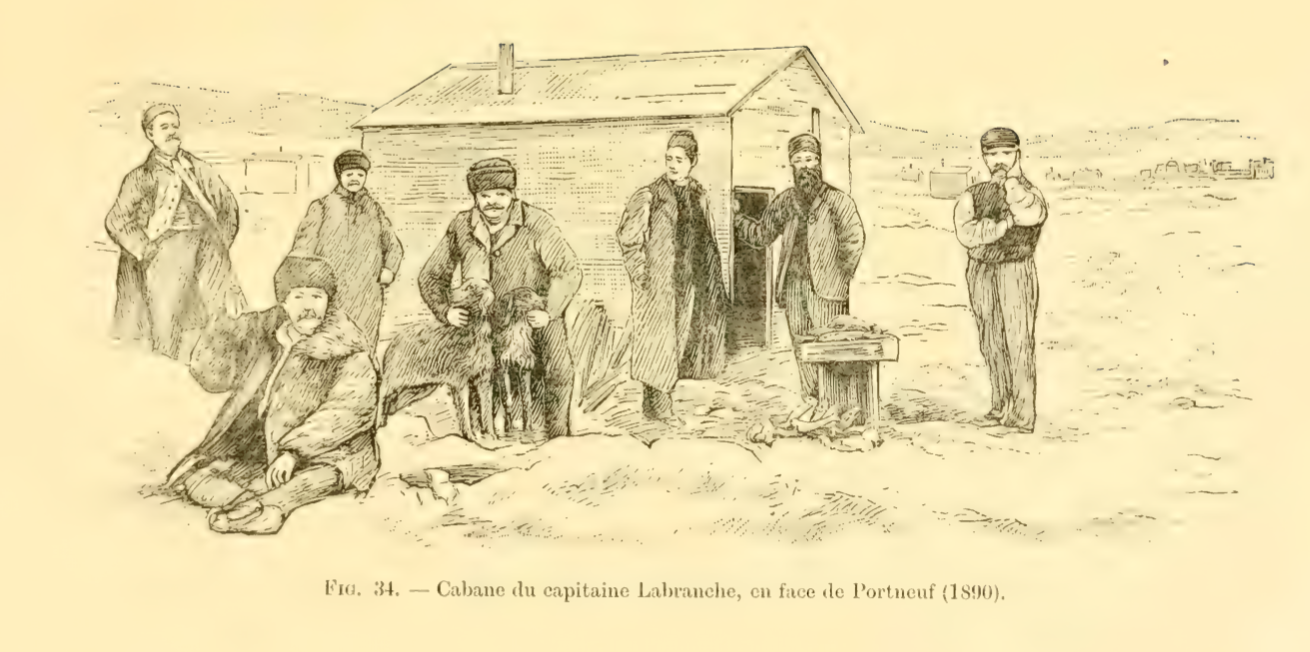 Fig. 34. — Cabane du capitaine Labranche, en face de Portneuf (1890).